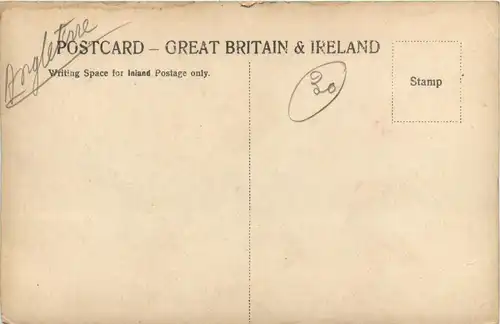 Angleterre
POSTCARD – GREAT BRITAIN & IRELAND
Writing Space for Inland Postage only.
20
Stamp